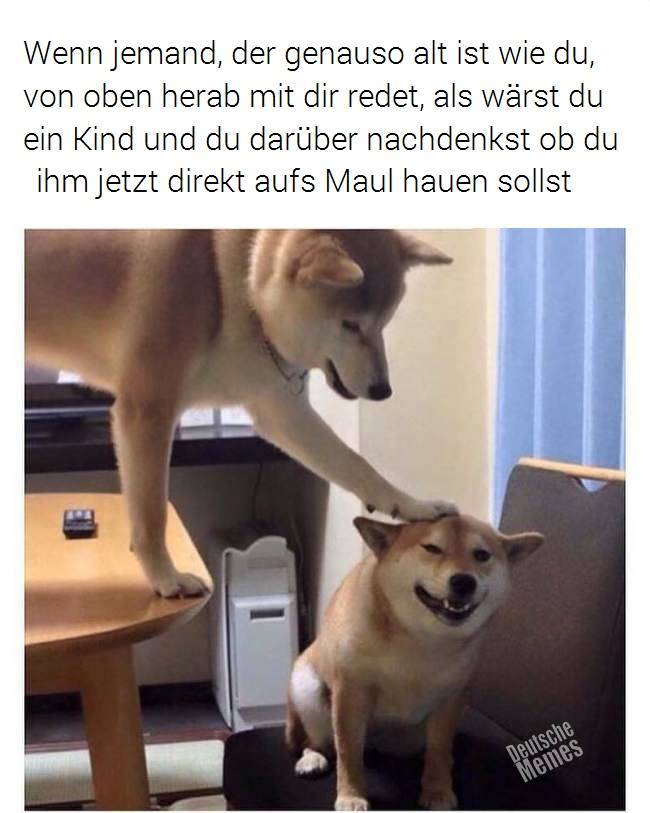 Wenn jemand, der genauso alt ist wie du,
von oben herab mit dir redet, als wärst du
ein Kind und du darüber nachdenkst ob du
ihm jetzt direkt aufs Maul hauen sollst
Deutsche
Memes